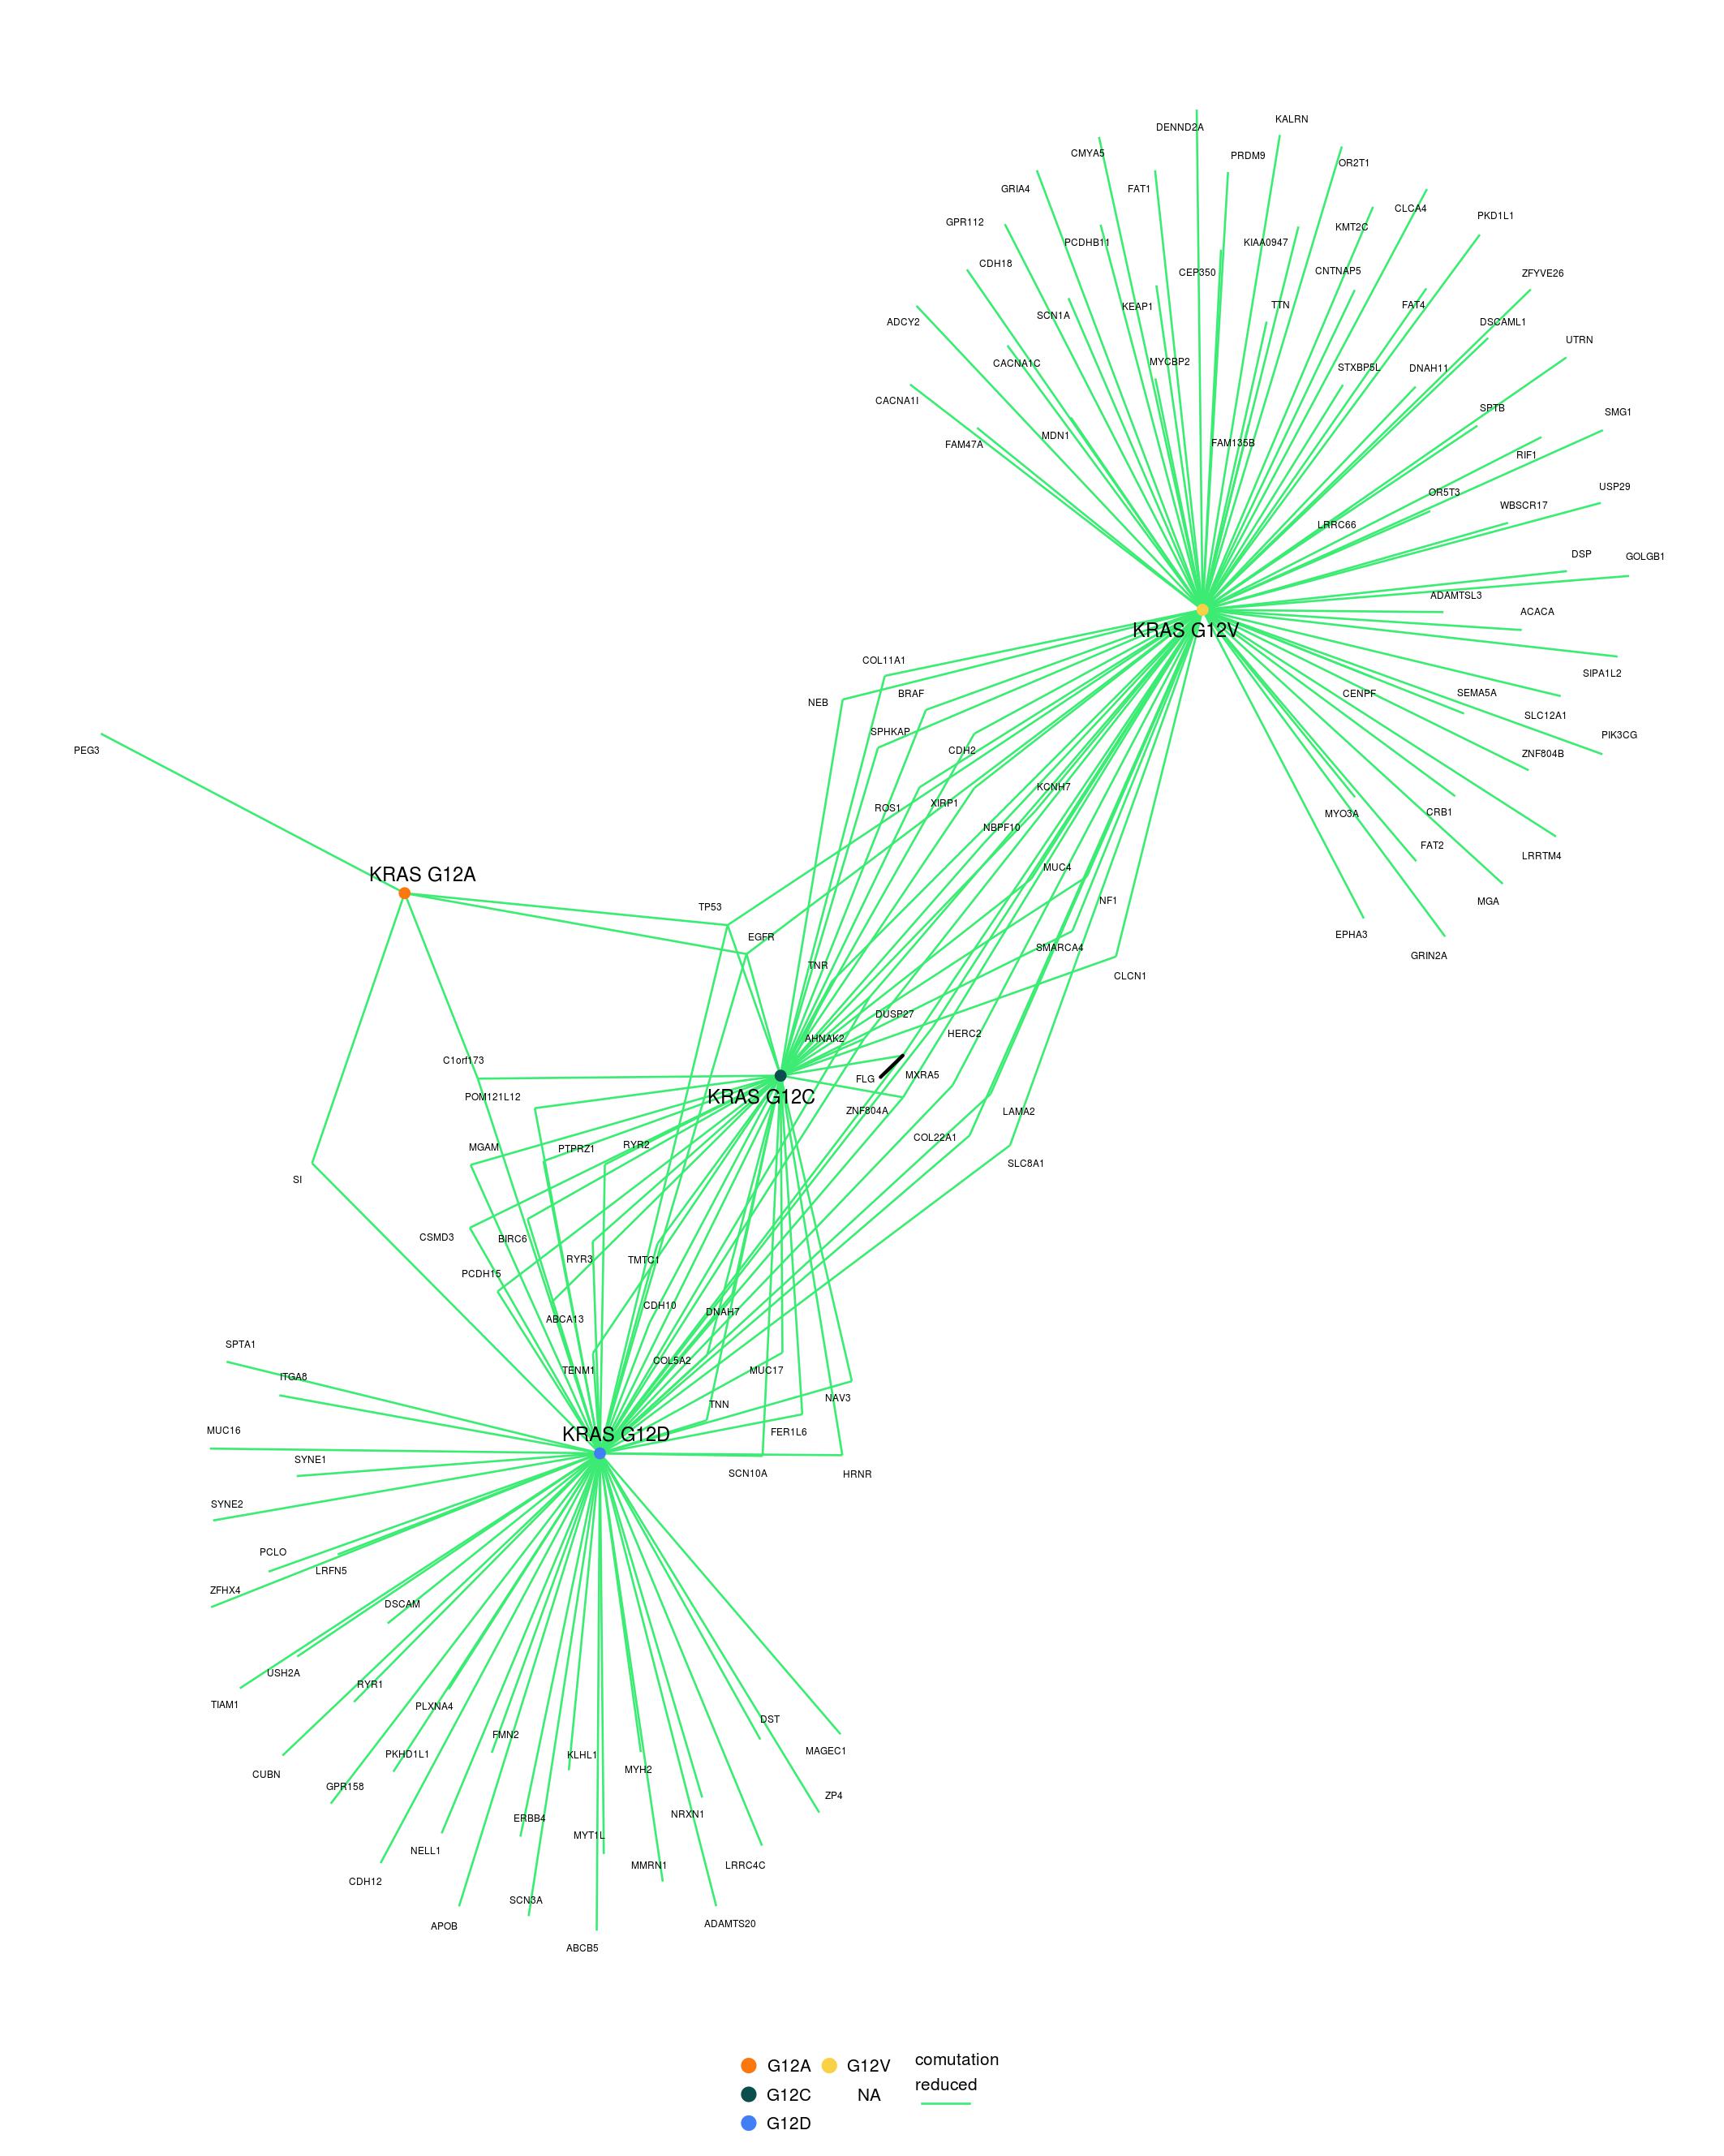 DENND2A
KALRN
CMYA5
PRDM9
OR2T1
GRIA4
FAT1
CLCA4
PKD1L1
GPR112
KMT2C
PCDHB11
KIAA0947
CDH18
CEP350
CNTNAP5
ZFYVE26
KEAP1
TTN
FAT4
SCN1A
ADCY2
DSCAML1
UTRN
CACNA1C
MYCBP2
STXBP5L
DNAH11
CACNA1I
SPTB
SMG1
MDN1
FAM47A
FAM135B
RIF1
OR5T3
USP29
LRRC66
WBSCR17
DSP
GOLGB1
ADAMTSL3
ACACA
KRAS G12V
COL11A1
SIPA1L2
NEB
BRAF
CENPF
SEMA5A
SLC12A1
SPHKAP
PIK3CG
PEG3
CDH2
ZNF804B
KCNH7
ROS1
XIRP1
MYO3A
CRB1
NBPF10
FAT2
LRRTM4
KRAS G12A
MUC4
NF1
MGA
TP53
EGFR
EPHA3
SMARCA4
GRIN2A
TNR
CLCN1
DUSP27
AHNAK2
HERC2
C1orf173
FLG
MXRA5
POM121L12
KRAS G12C
ZNF804A
LAMA2
MGAM
PTPRZ1
RYR2
COL22A1
SLC8A1
SI
CSMD3
BIRC6
RYR3
TMTC1
PCDH15
CDH10
DNAH7
ABCA13
SPTA1
COL5A2
TENM1
MUC17
ITGA8
NAV3
TNN
MUC16
KRAS G12D
FER1L6
SYNE1
SCN10A
HRNR
SYNE2
PCLO
LRFN5
ZFHX4
DSCAM
USH2A
RYR1
TIAM1
PLXNA4
DST
FMN2
MAGEC1
PKHD1L1
KLHL1
CUBN
MYH2
GPR158
ZP4
ERBB4
NRXN1
MYT1L
NELL1
MMRN1
LRRC4C
CDH12
SCN3A
APOB
ADAMTS20
ABCB5
G12A
G12V
G12C
NA
G12D
comutation
reduced